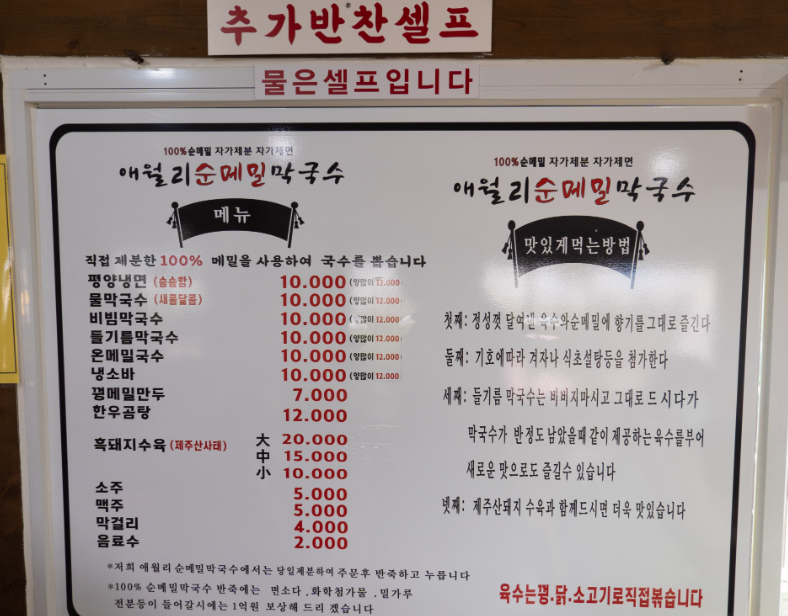 추가반찬셀프
물은셀프입니다
100%순메밀 자가제분 자가제면
애월리순메밀막국수
메뉴
직접 제분한 100% 메밀을 사용하여 국수를 뽑습니다
평양냉면 (슴슴함) 10.000 (양많이 12.000
물막국수 (새콤달콤) 10.000 (양많이 12.000
비빔막국수 10.000 (양많이 12.000
들기름막국수 10.000 (양많이 12.000
온메밀국수 10.000 (양많이 12.000
냉소바 10.000 (양많이 12.000
꿩메밀만두 7.000
한우곰탕 12.000
흑돼지수육 (제주산사태) 大 20.000
中 15.000
小 10.000
소주 5.000
맥주 5.000
막걸리 4.000
음료수 2.000
*저희 애월리순메밀막국수에서는 당일제분하여 주문후 반죽하고 누릅니다
*100% 순메밀막국수 반죽에는 면소다.화학첨가물.밀가루
전분등이 들어갈시에는 1억원 보상해 드리 겠습니다
100%순메밀 자가제분 자가제면
애월리순메밀막국수
맛있게먹는방법
첫째: 정성껏 달여낸 육수와순메밀에 향기를그대로 즐긴다
둘째: 기호에따라 겨자나 식초설탕등을 첨가한다
세째: 들기름 막국수는 비비지마시고 그대로 드 시다가
막국수가 반정도 남았을때 같이 제공하는 육수를부어
새로운 맛으로도 즐길수 있습니다
넷째: 제주산돼지 수육과 함께드시면 더욱 맛있습니다
육수는꿩.닭.소고기로직접뽂습니다